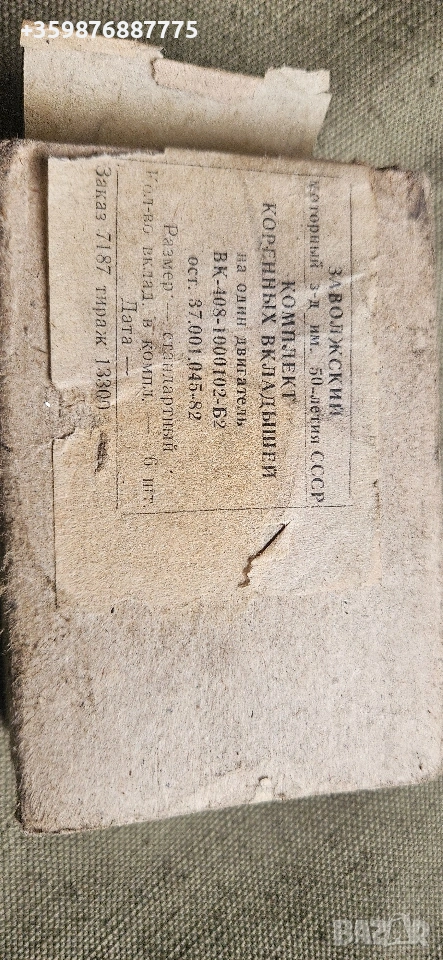 +359876887775
ЗАВОЛЖСКИЙ
моторный з-д им. 50-летия СССР
КОМПЛЕКТ
КОРЕННЫХ ВКЛАДЫШЕЙ
на один двигатель
ВК-408-1000102-Б2
ост. 37.001.045-82
Размер — стандартный
Кол-во вклад. в компл. — 6 шт.
Дата —
Заказ 7187 тираж 13300
BAZAR